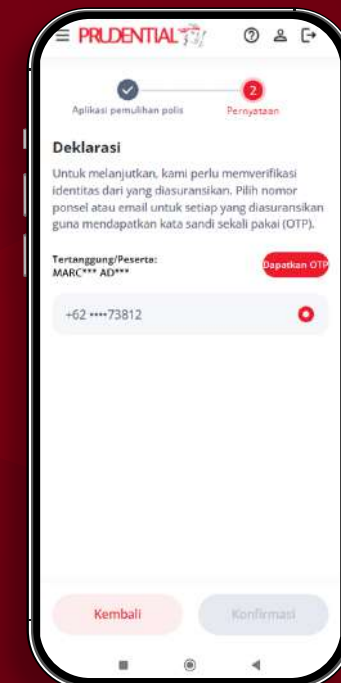 PRUDENTIAL
2
Aplikasi pemulihan polis
Pernyataan
Deklarasi
Untuk melanjutkan, kami perlu memverifikasi
identitas dari yang diasuransikan. Pilih nomor
ponsel atau email untuk setiap yang diasuransikan
guna mendapatkan kata sandi sekali pakai (OTP).
Tertanggung/Peserta:
MARC*** AD***
Dapatkan OTP
+62 ••••73812
Kembali
Konfirmasi